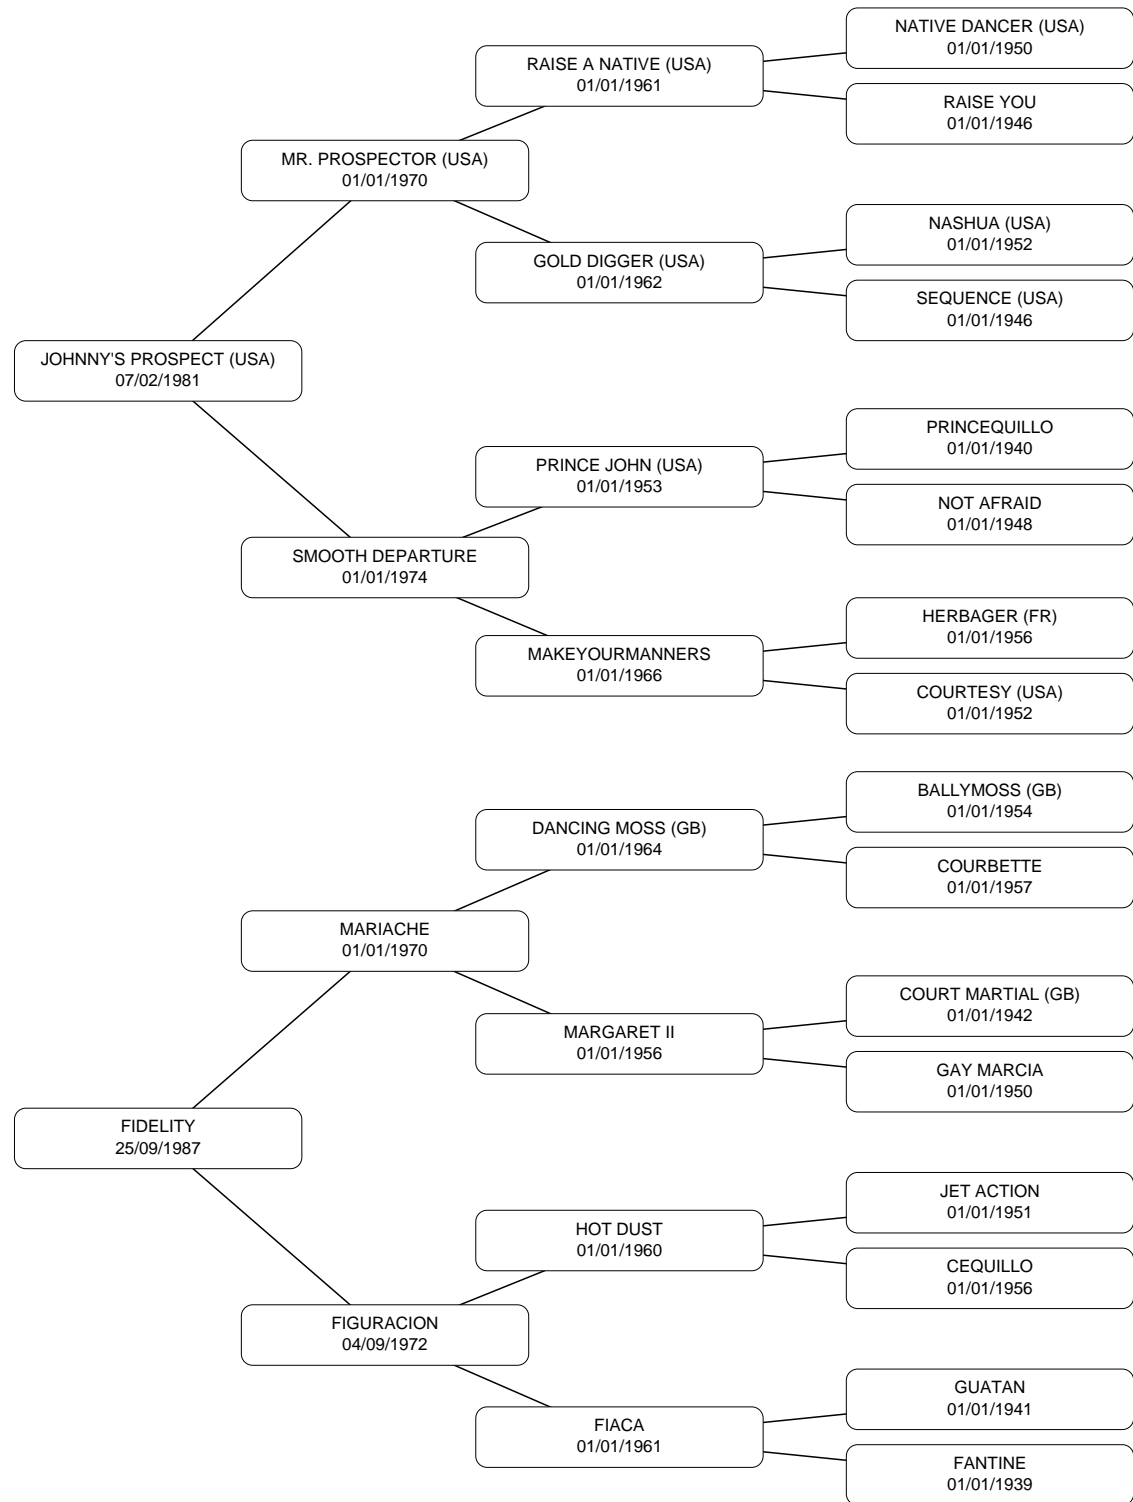 NATIVE DANCER (USA)
01/01/1950
RAISE A NATIVE (USA)
01/01/1961
RAISE YOU
01/01/1946
MR. PROSPECTOR (USA)
01/01/1970
NASHUA (USA)
01/01/1952
GOLD DIGGER (USA)
01/01/1962
SEQUENCE (USA)
01/01/1946
JOHNNY'S PROSPECT (USA)
07/02/1981
PRINCEQUILLO
01/01/1940
PRINCE JOHN (USA)
01/01/1953
NOT AFRAID
01/01/1948
SMOOTH DEPARTURE
01/01/1974
HERBAGER (FR)
01/01/1956
MAKEYOURMANNERS
01/01/1966
COURTESY (USA)
01/01/1952
BALLYMOSS (GB)
01/01/1954
DANCING MOSS (GB)
01/01/1964
COURBETTE
01/01/1957
MARIACHE
01/01/1970
COURT MARTIAL (GB)
01/01/1942
MARGARET II
01/01/1956
GAY MARCIA
01/01/1950
FIDELITY
25/09/1987
JET ACTION
01/01/1951
HOT DUST
01/01/1960
CEQUILLO
01/01/1956
FIGURACION
04/09/1972
GUATAN
01/01/1941
FIACA
01/01/1961
FANTINE
01/01/1939